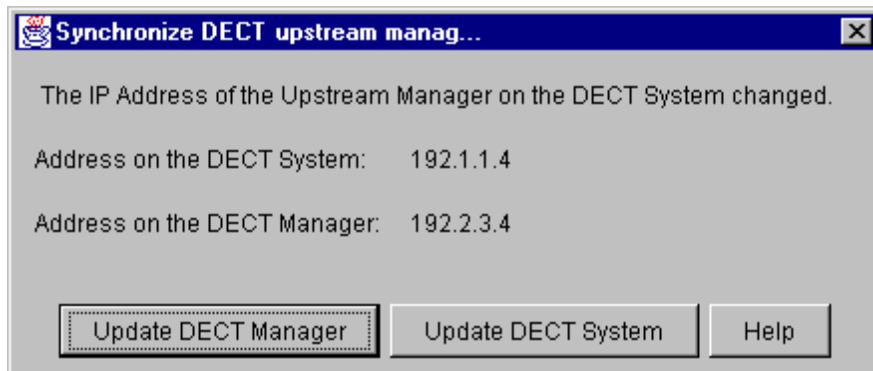 Synchronize DECT upstream manag...
The IP Address of the Upstream Manager on the DECT System changed.
Address on the DECT System: 192.1.1.4
Address on the DECT Manager: 192.2.3.4
Update DECT Manager Update DECT System Help